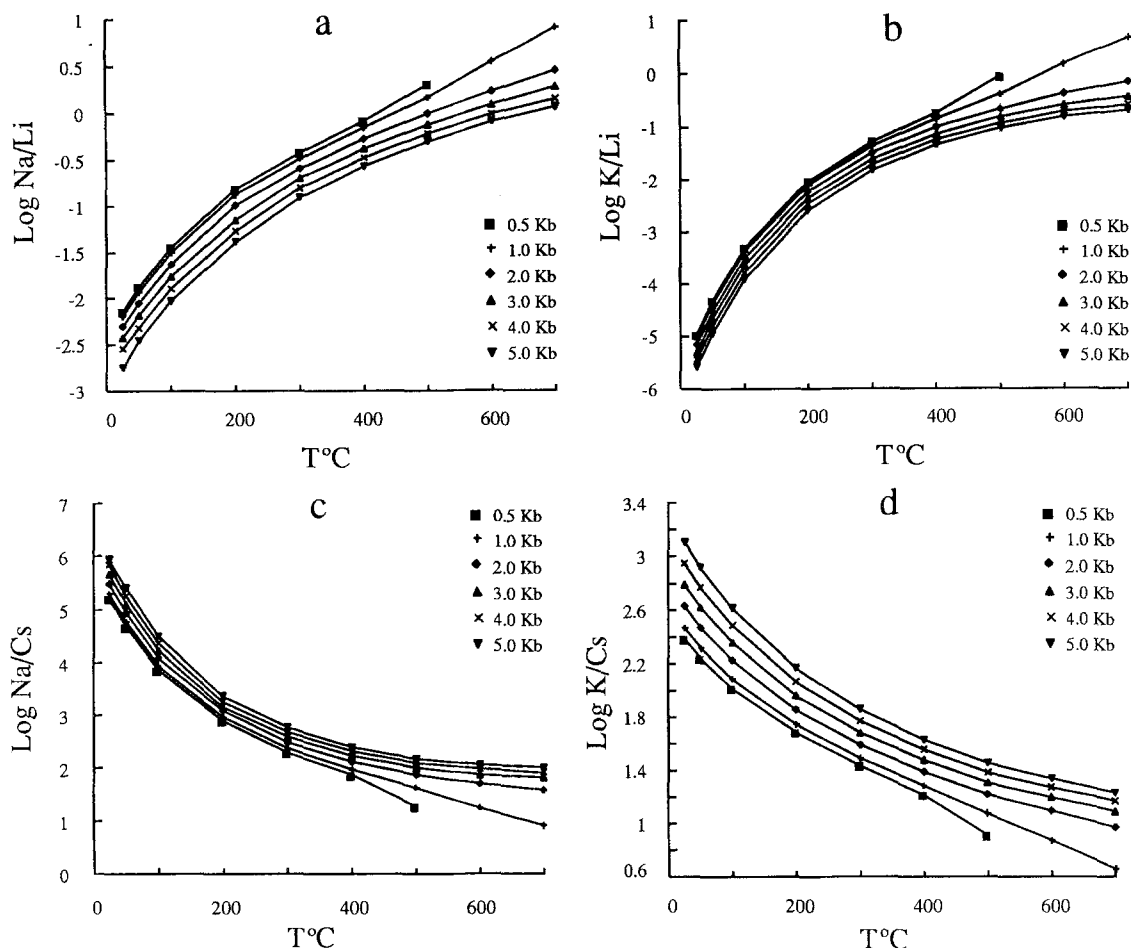 a
Log Na/Li
1
0.5
0
-0.5
-1
-1.5
-2
-2.5
-3
0 200 400 600
T°C
0.5 Kb
1.0 Kb
2.0 Kb
3.0 Kb
4.0 Kb
5.0 Kb
b
Log K/Li
1
0
-1
-2
-3
-4
-5
-6
0 200 400 600
T°C
0.5 Kb
1.0 Kb
2.0 Kb
3.0 Kb
4.0 Kb
5.0 Kb
c
Log Na/Cs
7
6
5
4
3
2
1
0
0 200 400 600
T°C
0.5 Kb
1.0 Kb
2.0 Kb
3.0 Kb
4.0 Kb
5.0 Kb
d
Log K/Cs
3.4
3
2.6
2.2
1.8
1.4
1
0.6
0 200 400 600
T°C
0.5 Kb
1.0 Kb
2.0 Kb
3.0 Kb
4.0 Kb
5.0 Kb